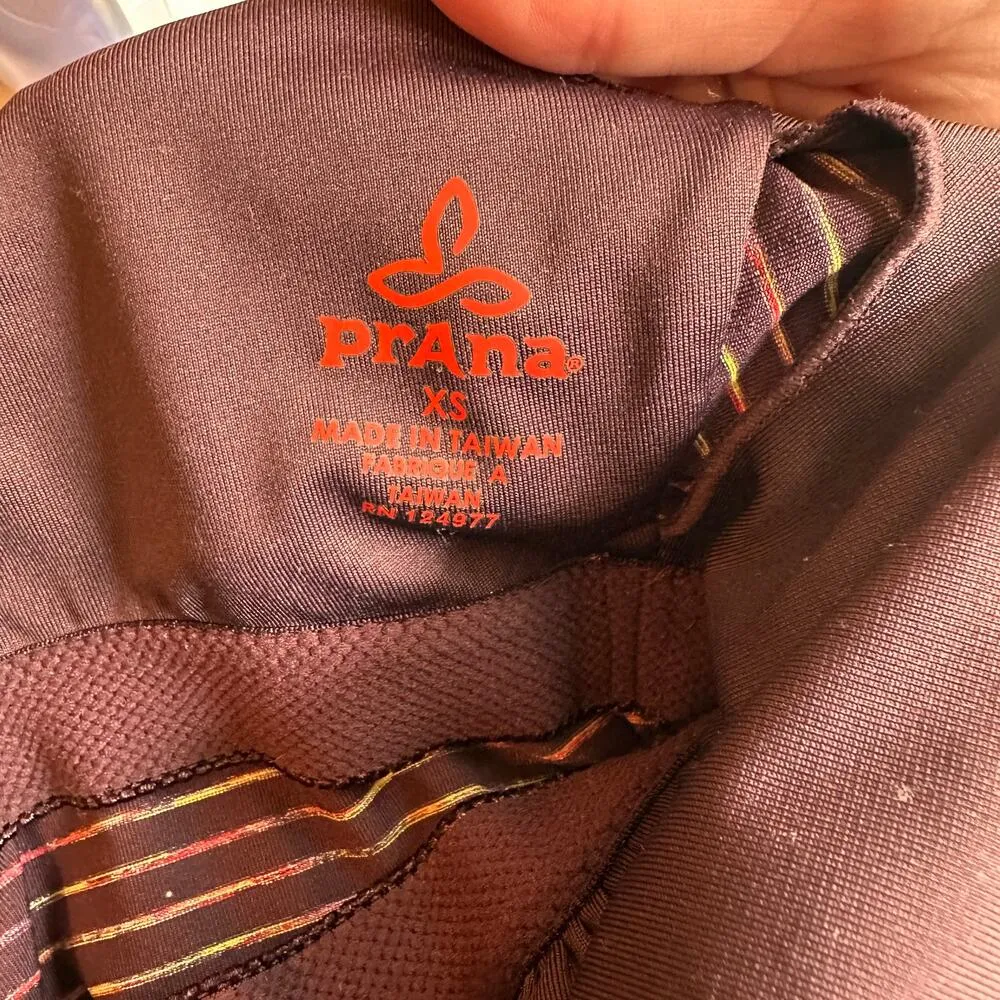 prAna®
XS
MADE IN TAIWAN
FABRIQUE A
TAIWAN
RN 124977